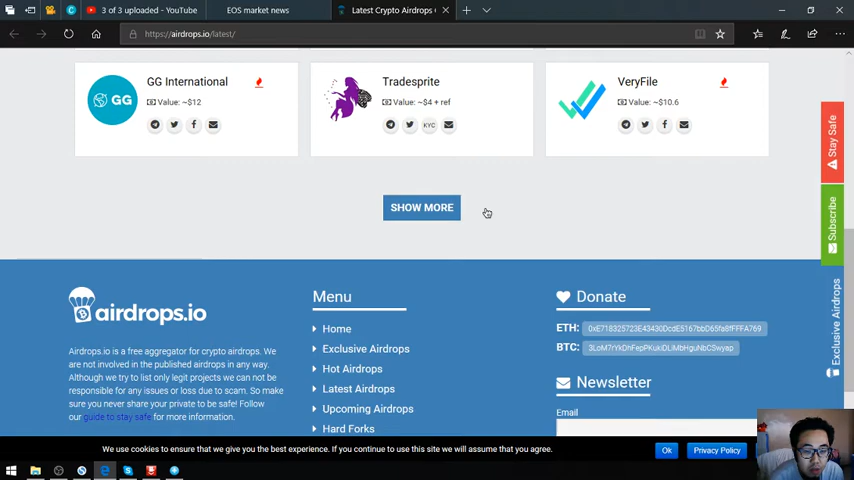 3 of 3 uploaded - YouTube
EOS market news
Latest Crypto Airdrops
https://airdrops.io/latest/
GG International
Value: ~$12
GG
Tradesprite
Value: ~$4 + ref
KYC
VeryFile
Value: ~$10.6
Stay Safe
Subscribe
Exclusive Airdrops
SHOW MORE
airdrops.io
Airdrops.io is a free aggregator for crypto airdrops. We
are not involved in the published airdrops in any way.
Although we try to list only legit projects we can not be
responsible for any issues or loss due to scam. So make
sure you never share your private to be safe! Follow
our guide to stay safe for more information.
Menu
Home
Exclusive Airdrops
Hot Airdrops
Latest Airdrops
Upcoming Airdrops
Hard Forks
Donate
ETH: 0xE718325723E43430DcdE5167bbD65fa8fFFA769
BTC: 3LoM7rYkDhFepPKukiDLiMbHguNbCSwyap
Newsletter
Email
We use cookies to ensure that we give you the best experience. If you continue to use this site we will assume that you agree.
Ok
Privacy Policy